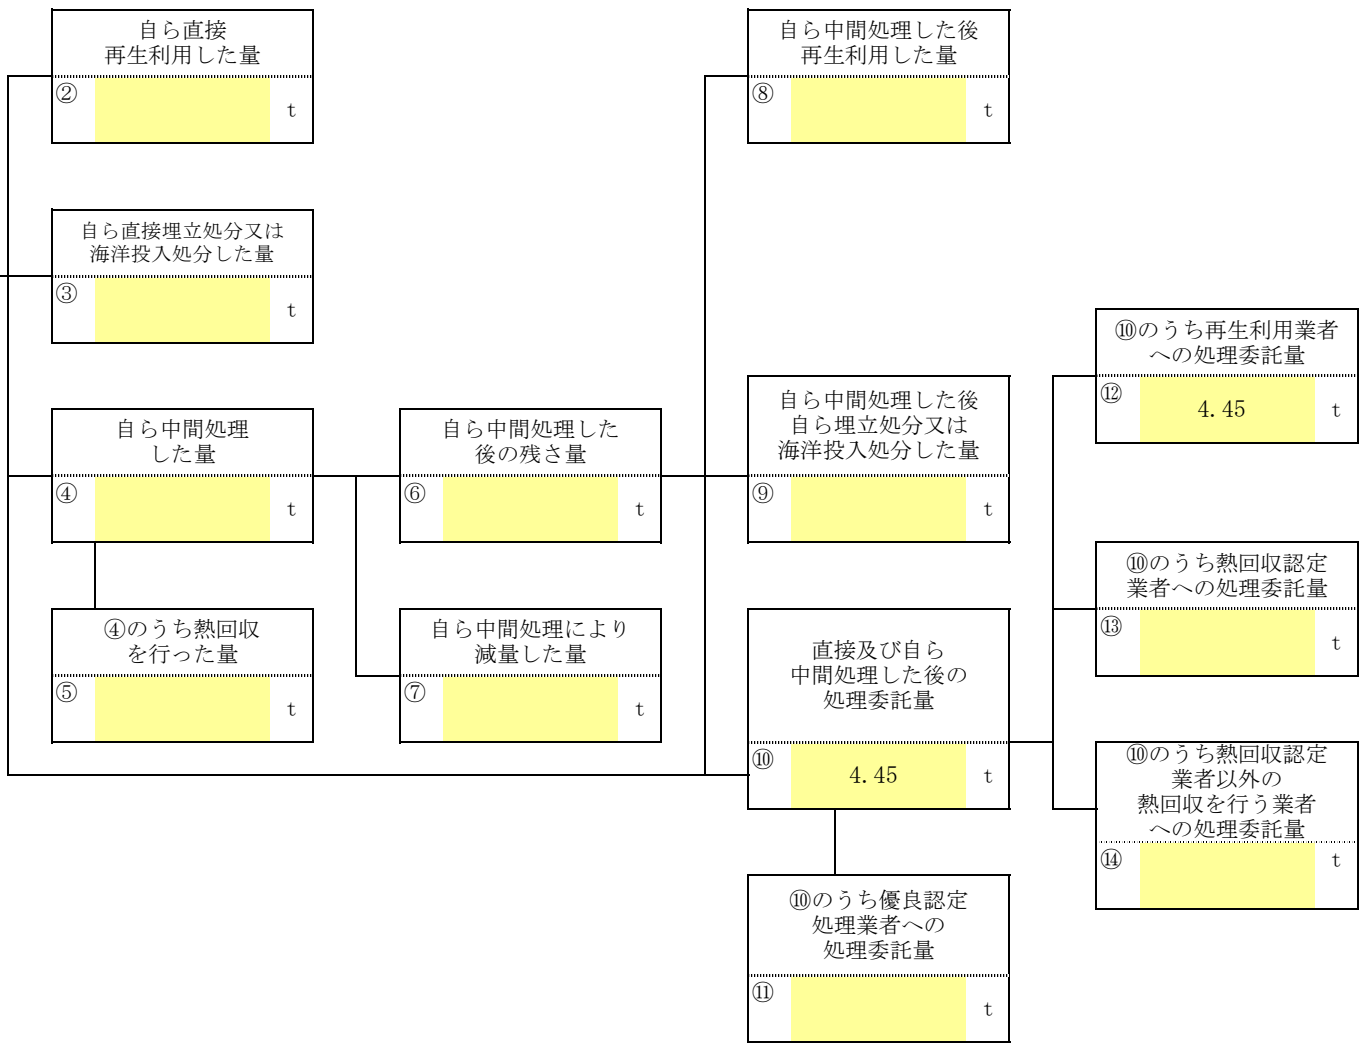 自ら直接
再生利用した量
②
t
自ら中間処理した後
再生利用した量
⑧
t
自ら直接埋立処分又は
海洋投入処分した量
③
t
⑩のうち再生利用業者
への処理委託量
⑫
4.45
t
自ら中間処理
した量
④
t
自ら中間処理した
後の残さ量
⑥
t
自ら中間処理した後
自ら埋立処分又は
海洋投入処分した量
⑨
t
⑩のうち熱回収認定
業者への処理委託量
⑬
t
④のうち熱回収
を行った量
⑤
t
自ら中間処理により
減量した量
⑦
t
直接及び自ら
中間処理した後の
処理委託量
⑩
4.45
t
⑩のうち熱回収認定
業者以外の
熱回収を行う業者
への処理委託量
⑭
t
⑩のうち優良認定
処理業者への
処理委託量
⑪
t